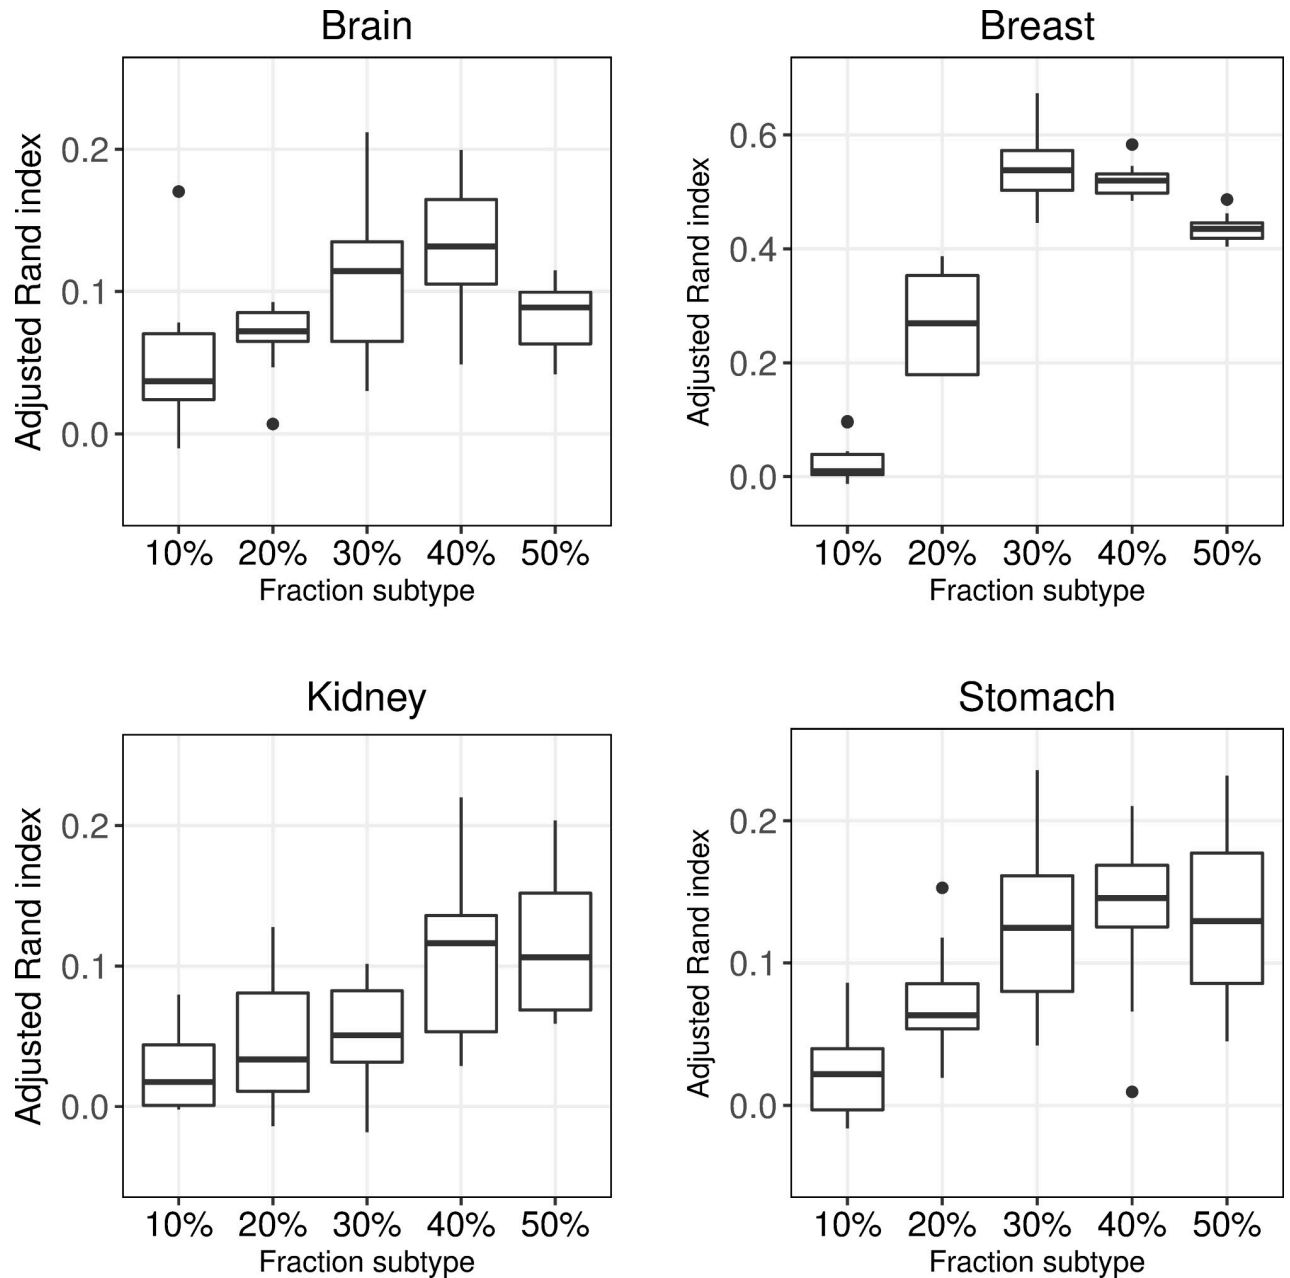 Brain
Adjusted Rand index
0.2
0.1
0.0
10% 20% 30% 40% 50%
Fraction subtype
Breast
Adjusted Rand index
0.6
0.4
0.2
0.0
10% 20% 30% 40% 50%
Fraction subtype
Kidney
Adjusted Rand index
0.2
0.1
0.0
10% 20% 30% 40% 50%
Fraction subtype
Stomach
Adjusted Rand index
0.2
0.1
0.0
10% 20% 30% 40% 50%
Fraction subtype